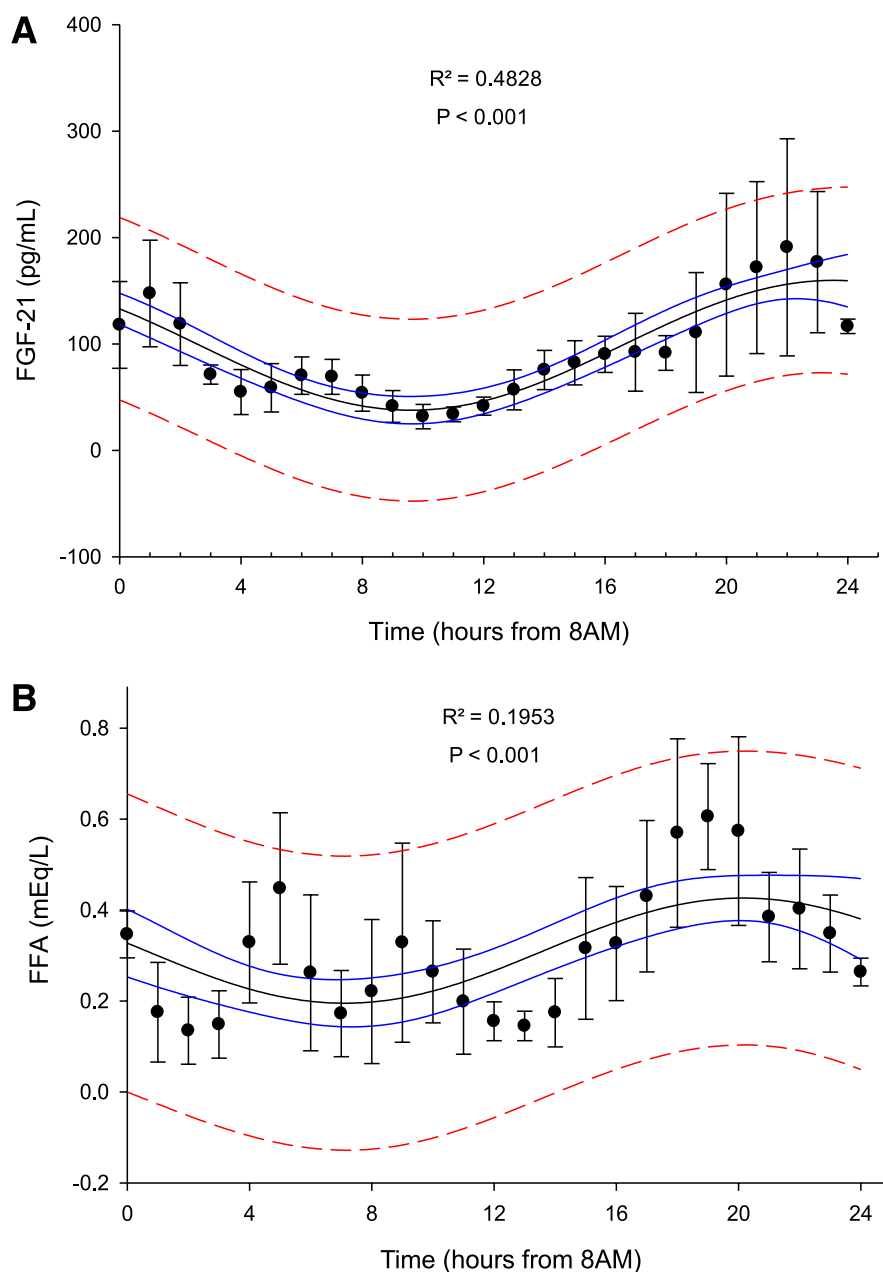 A
400
R² = 0.4828
P < 0.001
300
200
100
0
-100
FGF-21 (pg/mL)
0 4 8 12 16 20 24
Time (hours from 8AM)
B
R² = 0.1953
P < 0.001
0.8
0.6
0.4
0.2
0.0
-0.2
FFA (mEq/L)
0 4 8 12 16 20 24
Time (hours from 8AM)